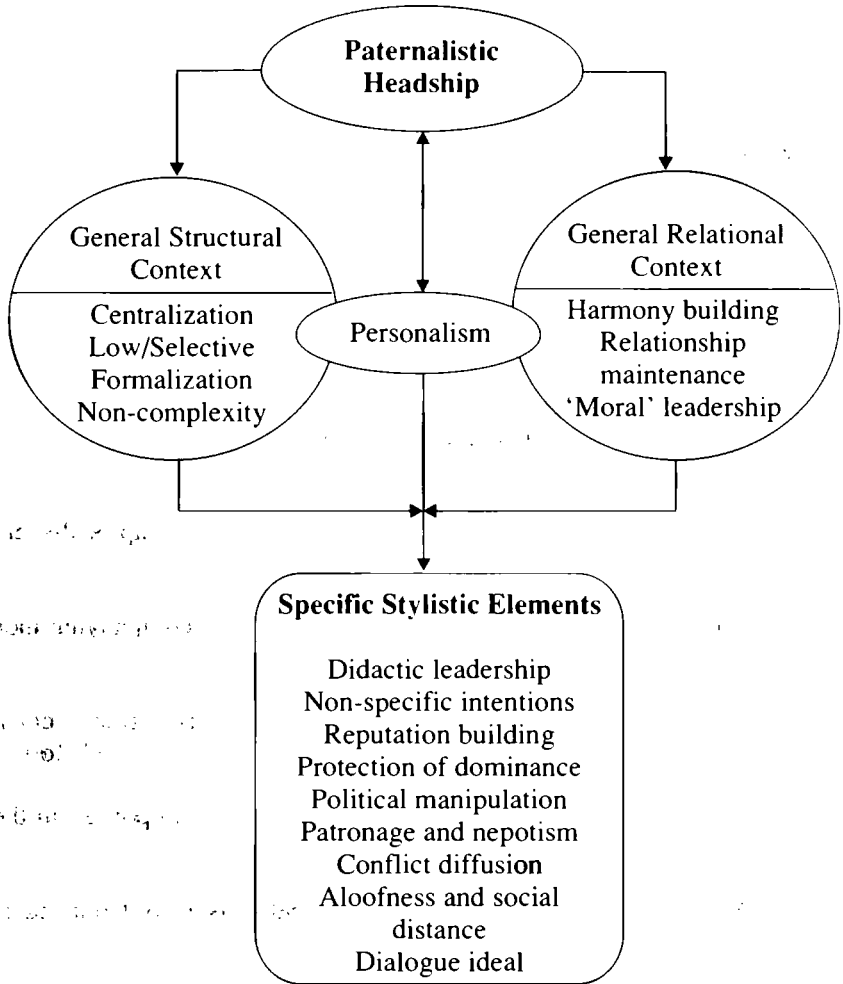 Paternalistic
Headship
General Structural
Context
Centralization
Low/Selective
Formalization
Non-complexity
Personalism
General Relational
Context
Harmony building
Relationship
maintenance
'Moral' leadership
Specific Stylistic Elements
Didactic leadership
Non-specific intentions
Reputation building
Protection of dominance
Political manipulation
Patronage and nepotism
Conflict diffusion
Aloofness and social
distance
Dialogue ideal